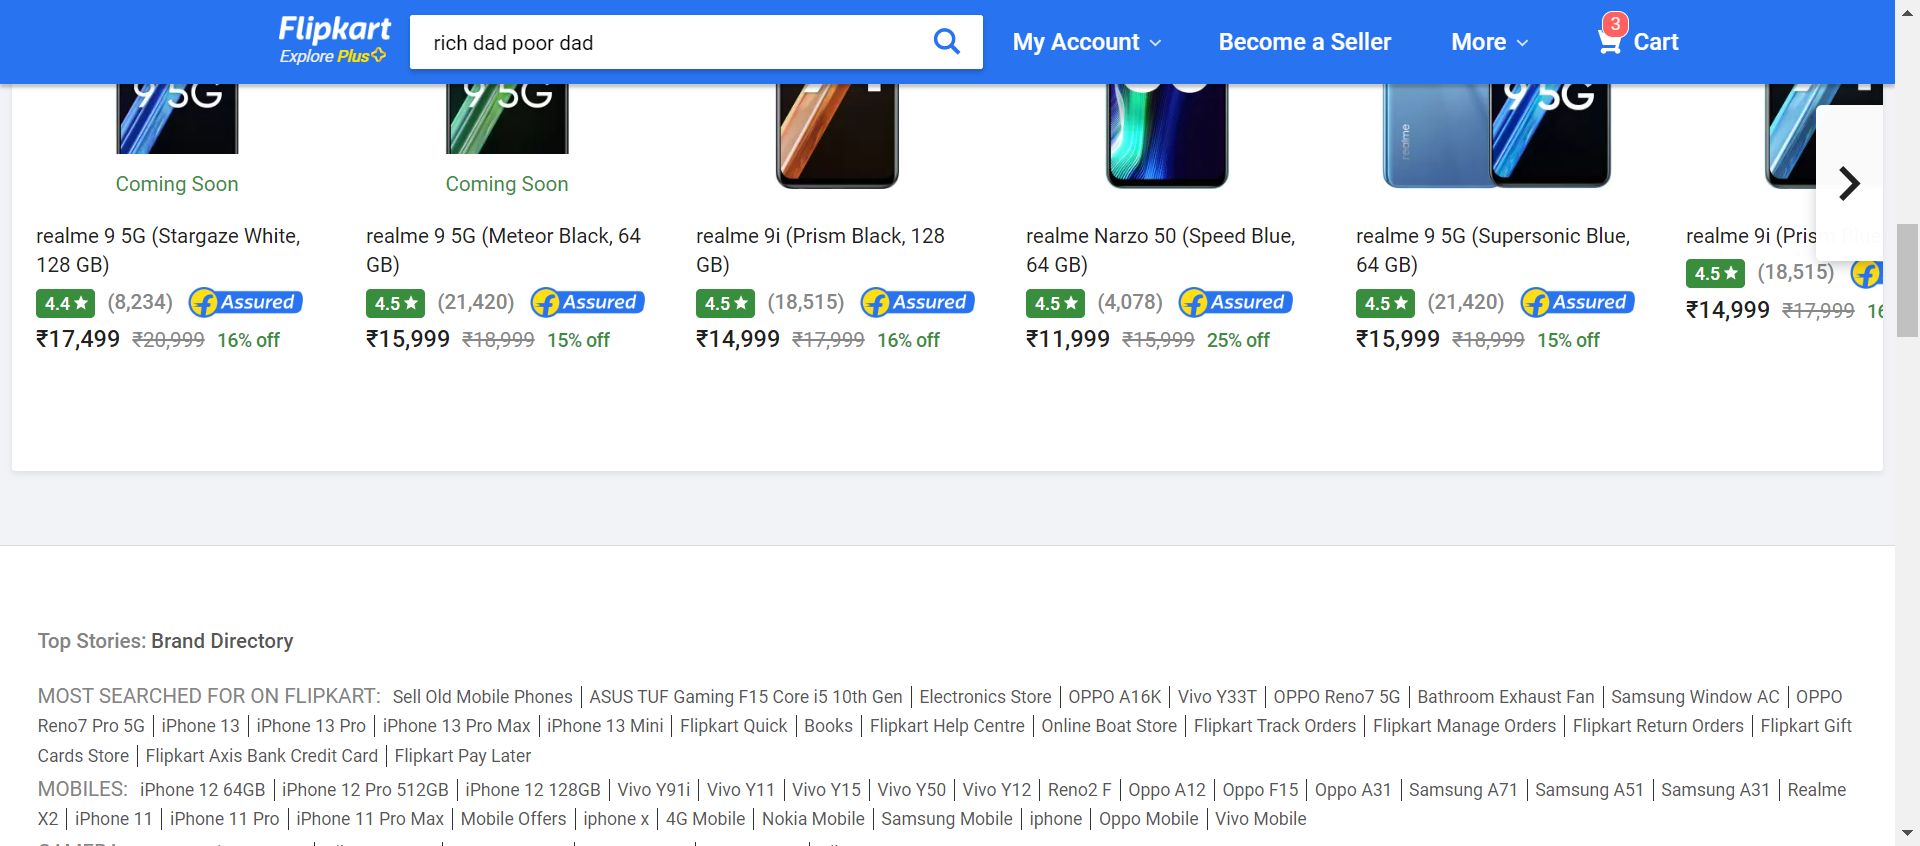 Flipkart
Explore Plus
rich dad poor dad
My Account
Become a Seller
More
3
Cart
9 5G
9 5G
9 5G
realme
Coming Soon
Coming Soon
realme 9 5G (Stargaze White, 128 GB)
4.4 (8,234) Assured
₹17,499 ₹20,999 16% off
realme 9 5G (Meteor Black, 64 GB)
4.5 (21,420) Assured
₹15,999 ₹18,999 15% off
realme 9i (Prism Black, 128 GB)
4.5 (18,515) Assured
₹14,999 ₹17,999 16% off
realme Narzo 50 (Speed Blue, 64 GB)
4.5 (4,078) Assured
₹11,999 ₹15,999 25% off
realme 9 5G (Supersonic Blue, 64 GB)
4.5 (21,420) Assured
₹15,999 ₹18,999 15% off
realme 9i (Prism Blue
4.5 (18,515)
₹14,999 ₹17,999 16
Top Stories: Brand Directory
MOST SEARCHED FOR ON FLIPKART: Sell Old Mobile Phones | ASUS TUF Gaming F15 Core i5 10th Gen | Electronics Store | OPPO A16K | Vivo Y33T | OPPO Reno7 5G | Bathroom Exhaust Fan | Samsung Window AC | OPPO
Reno7 Pro 5G | iPhone 13 | iPhone 13 Pro | iPhone 13 Pro Max | iPhone 13 Mini | Flipkart Quick | Books | Flipkart Help Centre | Online Boat Store | Flipkart Track Orders | Flipkart Manage Orders | Flipkart Return Orders | Flipkart Gift
Cards Store | Flipkart Axis Bank Credit Card | Flipkart Pay Later
MOBILES: iPhone 12 64GB | iPhone 12 Pro 512GB | iPhone 12 128GB | Vivo Y91i | Vivo Y11 | Vivo Y15 | Vivo Y50 | Vivo Y12 | Reno2 F | Oppo A12 | Oppo F15 | Oppo A31 | Samsung A71 | Samsung A51 | Samsung A31 | Realme
X2 | iPhone 11 | iPhone 11 Pro | iPhone 11 Pro Max | Mobile Offers | iphone x | 4G Mobile | Nokia Mobile | Samsung Mobile | iphone | Oppo Mobile | Vivo Mobile